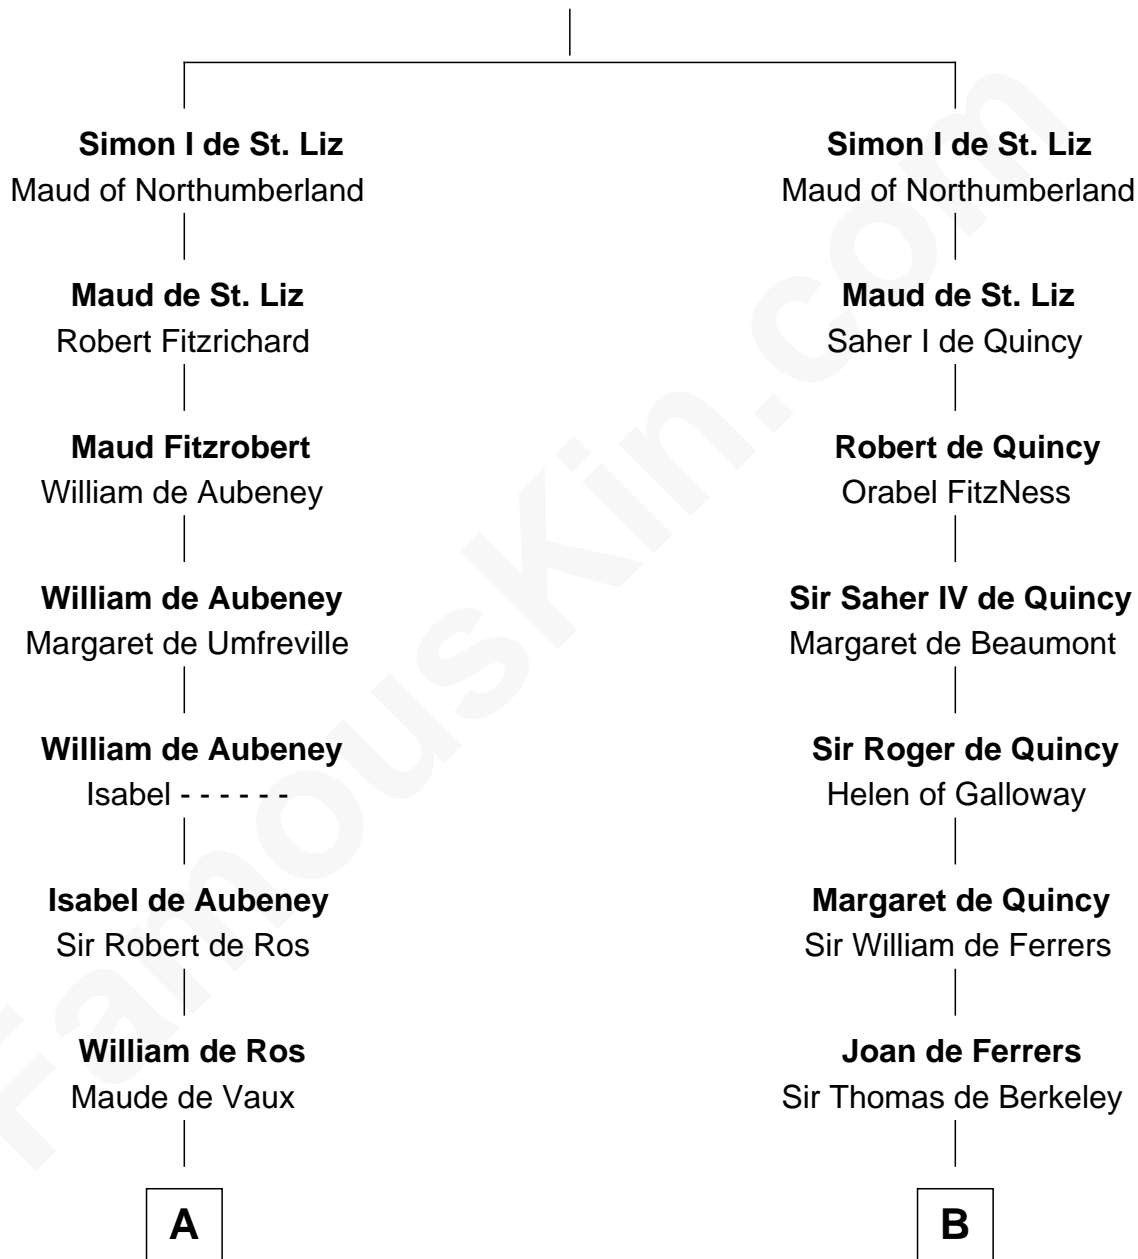 Simon I de St. Liz
Maud of Northumberland
Maud de St. Liz
Robert Fitzrichard
Maud Fitzrobert
William de Aubeney
William de Aubeney
Margaret de Umfreville
William de Aubeney
Isabel - - - - - -
Isabel de Aubeney
Sir Robert de Ros
William de Ros
Maude de Vaux
A
Simon I de St. Liz
Maud of Northumberland
Maud de St. Liz
Saher I de Quincy
Robert de Quincy
Orabel FitzNess
Sir Saher IV de Quincy
Margaret de Beaumont
Sir Roger de Quincy
Helen of Galloway
Margaret de Quincy
Sir William de Ferrers
Joan de Ferrers
Sir Thomas de Berkeley
B
FamousKin.com